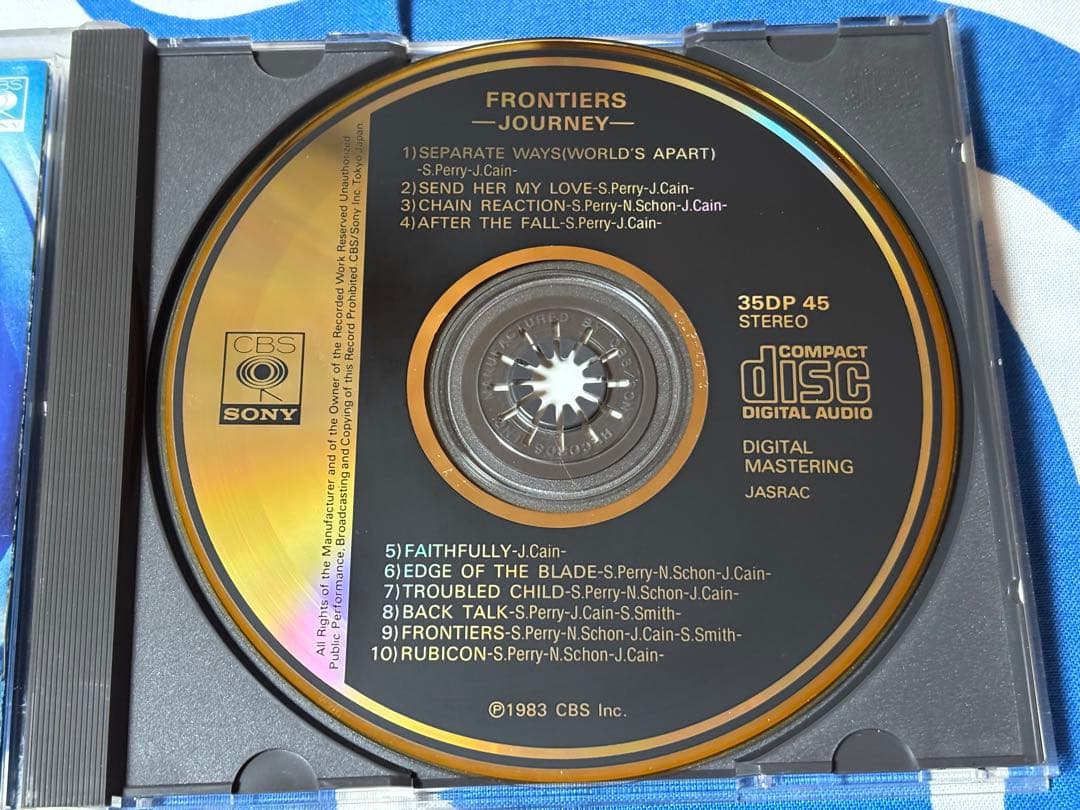 FRONTIERS
—JOURNEY—
1)SEPARATE WAYS(WORLD'S APART)
-S.Perry-J.Cain-
2)SEND HER MY LOVE-S.Perry-J.Cain-
3)CHAIN REACTION-S.Perry-N.Schon-J.Cain-
4)AFTER THE FALL-S.Perry-J.Cain-
All Rights of the Manufacturer and of the Owner of the Recorded Work Reserved Unauthorized
Public Performance, Broadcasting and Copying of this Record Prohibited. CBS/Sony Inc. Tokyo Japan
CBS
SONY
35DP 45
STEREO
COMPACT
disc
DIGITAL AUDIO
DIGITAL
MASTERING
JASRAC
5)FAITHFULLY-J.Cain-
6)EDGE OF THE BLADE-S.Perry-N.Schon-J.Cain-
7)TROUBLED CHILD-S.Perry-N.Schon-J.Cain-
8)BACK TALK-S.Perry-J.Cain-S.Smith-
9)FRONTIERS-S.Perry-N.Schon-J.Cain-S.Smith-
10)RUBICON-S.Perry-N.Schon-J.Cain-
℗1983 CBS Inc.